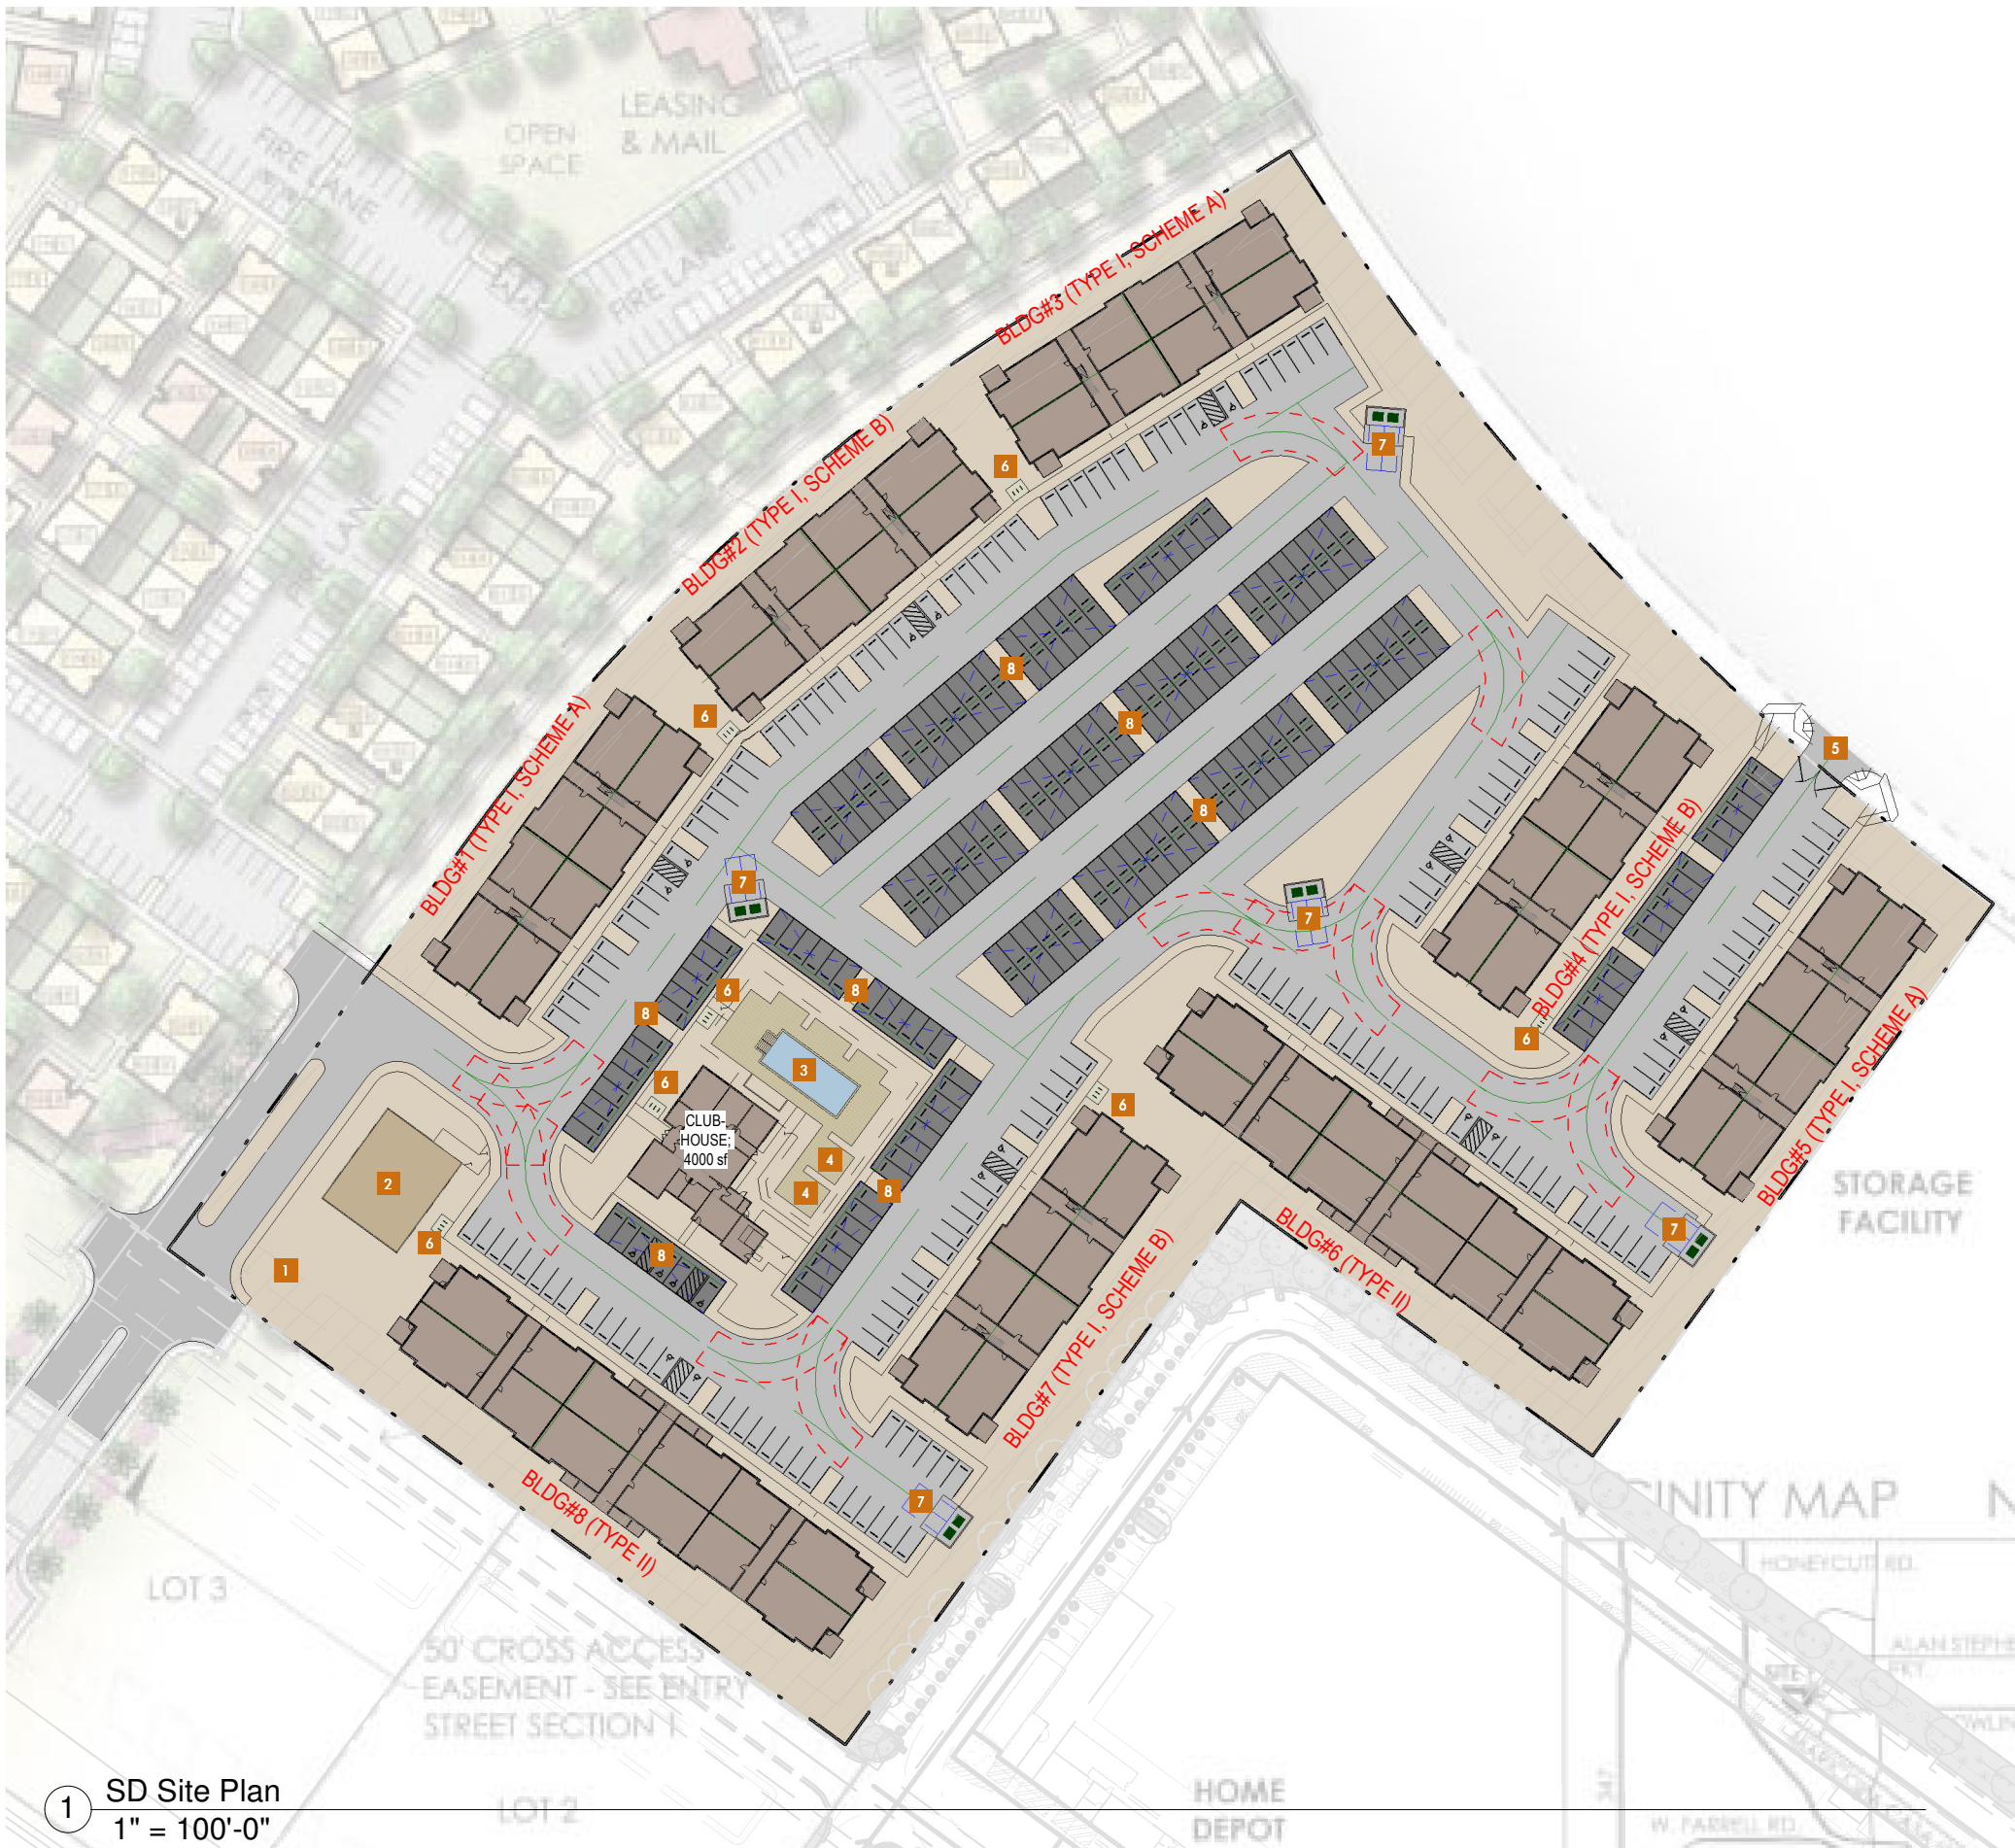 LEASING
& MAIL
OPEN
SPACE
FIRE LANE
FIRE LANE
BLDG#3 (TYPE I, SCHEME A)
BLDG#2 (TYPE I, SCHEME B)
BLDG#1 (TYPE I, SCHEME A)
7
6
8
6
8
5
8
7
7
BLDG#4 (TYPE I, SCHEME B)
6
8
8
6
3
6
6
CLUB-
HOUSE;
4000 sf
4
4
8
2
BLDG#5 (TYPE I, SCHEME A)
STORAGE
FACILITY
7
6
8
1
BLDG#6 (TYPE II)
BLDG#7 (TYPE I, SCHEME B)
7
BLDG#8 (TYPE II)
VICINITY MAP
N
HONEYCUTT RD.
LOT 3
50' CROSS ACCESS
EASEMENT - SEE ENTRY
STREET SECTION 1
SITE
PKY.
347
W. FARRELL RD.
HOME
DEPOT
LOT 2
1
SD Site Plan
1" = 100'-0"